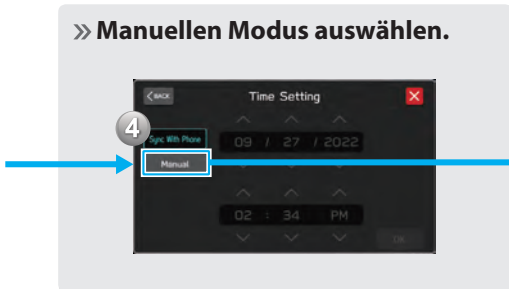 » Manuellen Modus auswählen.
< BACK Time Setting X
4
Sync With Phone
09 / 27 / 2022
Manual
02 : 34 PM
OK